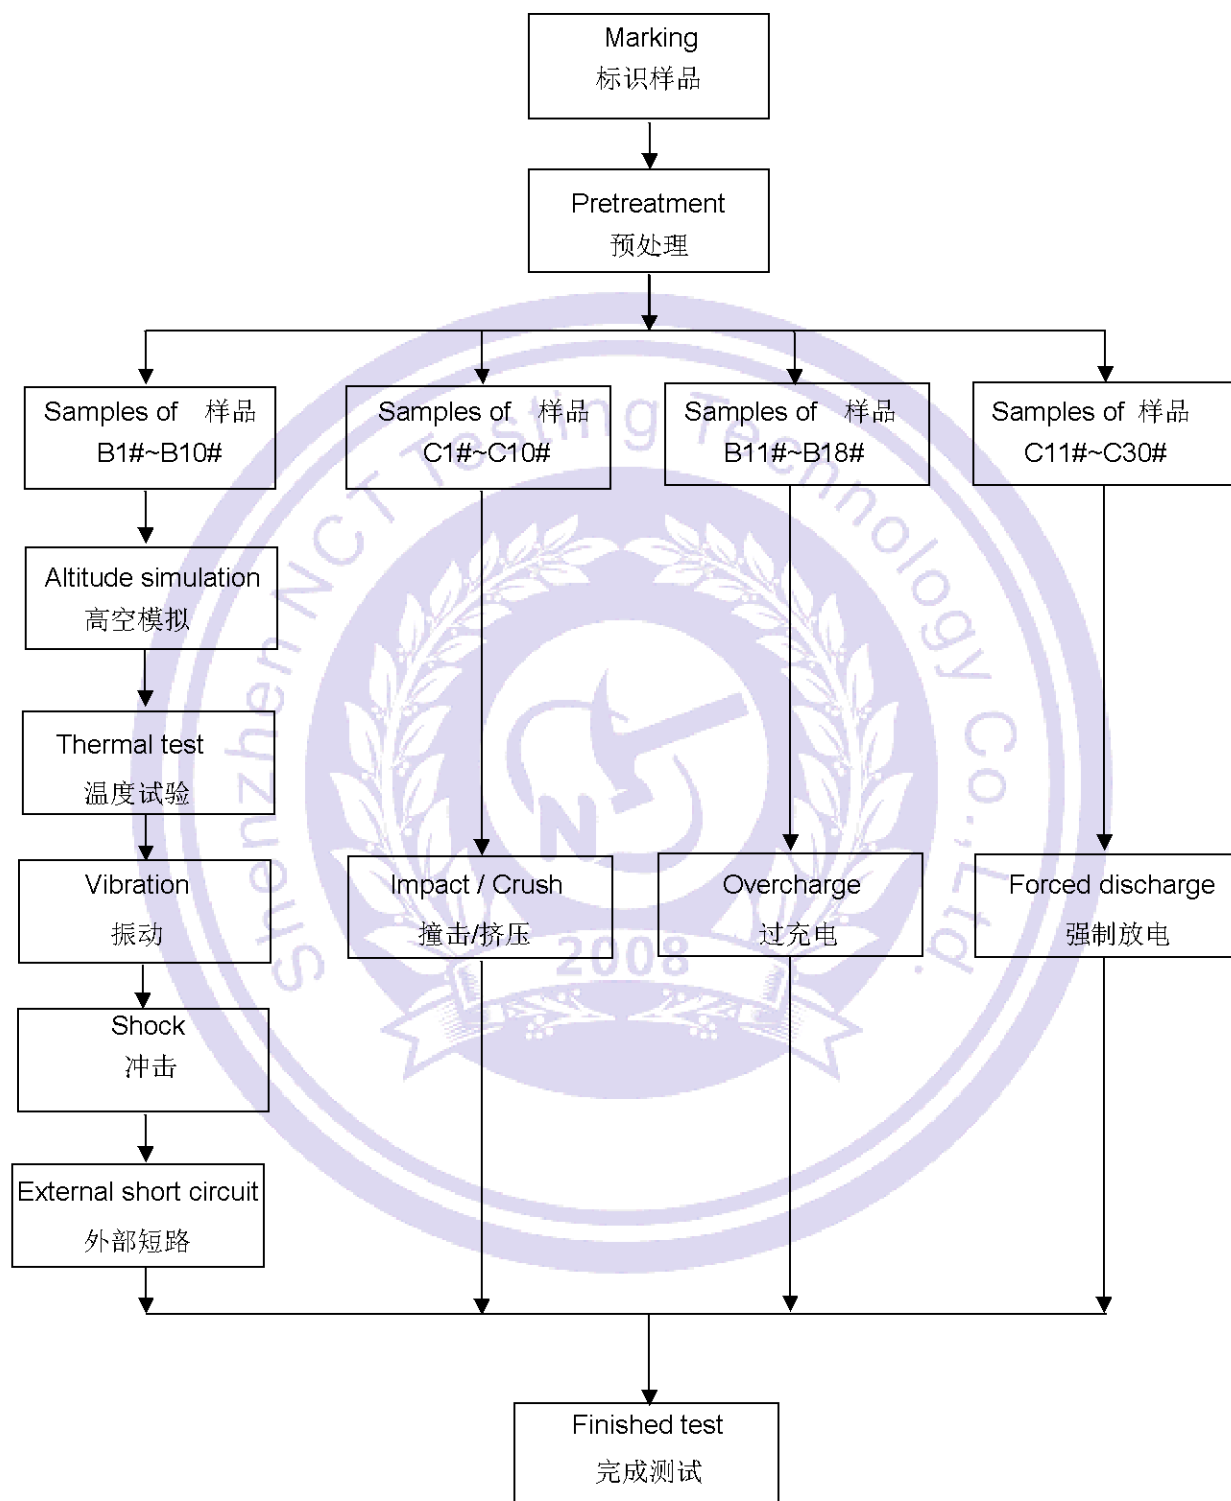 Marking
标识样品
Pretreatment
预处理
Samples of 样品
B1#~B10#
Samples of 样品
C1#~C10#
Samples of 样品
B11#~B18#
Samples of 样品
C11#~C30#
Altitude simulation
高空模拟
Thermal test
温度试验
Vibration
振动
Impact / Crush
撞击/挤压
Overcharge
过充电
Forced discharge
强制放电
Shock
冲击
External short circuit
外部短路
Finished test
完成测试
Shenzhen NCT Testing Technology Co.,Ltd.
N
2008